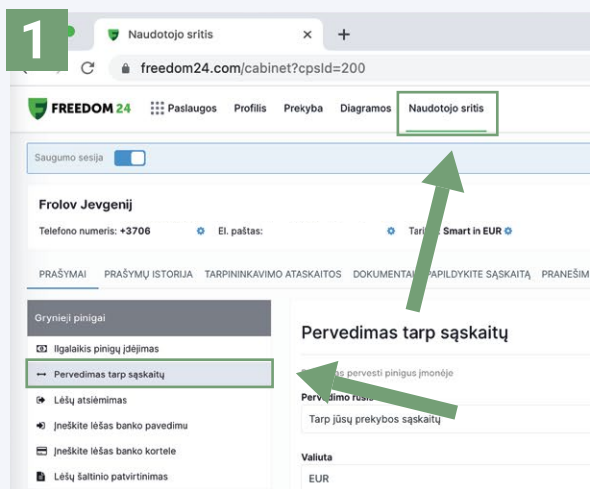 1
Naudotojo sritis
freedom24.com/cabinet?cpsId=200
FREEDOM 24 Paslaugos Profilis Prekyba Diagramos Naudotojo sritis
Saugumo sesija
Frolov Jevgenij
Telefono numeris: +3706 El. paštas: Smart in EUR
PRAŠYMAI PRAŠYMŲ ISTORIJA TARPININKAVIMO ATASKAITOS DOKUMENTAI PAPILDYKITE SĄSKAITĄ PRANEŠIM
Grynieji pinigai
Ilgalaikis pinigų įdėjimas
Pervedimas tarp sąskaitų
Lėšų atsiėmimas
Įneškite lėšas banko pavedimu
Įneškite lėšas banko kortele
Lėšų šaltinio patvirtinimas
Pervedimas tarp sąskaitų
pervesti pinigus įmonėje
Pervedimo rūšis
Tarp jūsų prekybos sąskaitų
Valiuta
EUR